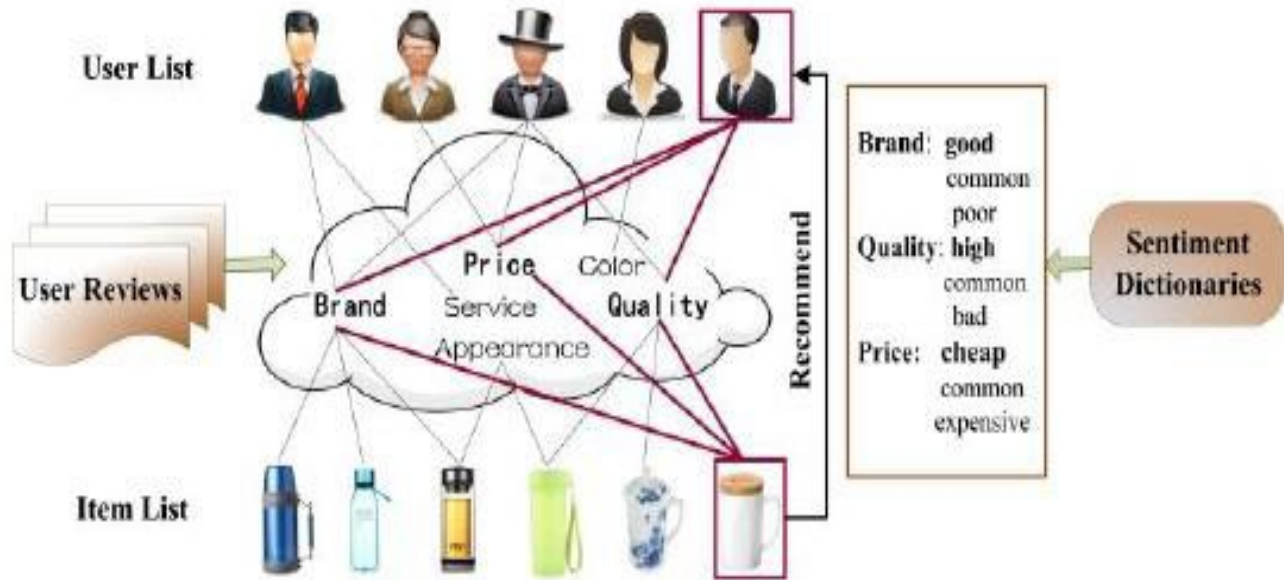 User List
User Reviews
Price
Color
Brand
Service
Quality
Appearance
Item List
Recommend
Brand: good
common
poor
Quality: high
common
bad
Price: cheap
common
expensive
Sentiment
Dictionaries